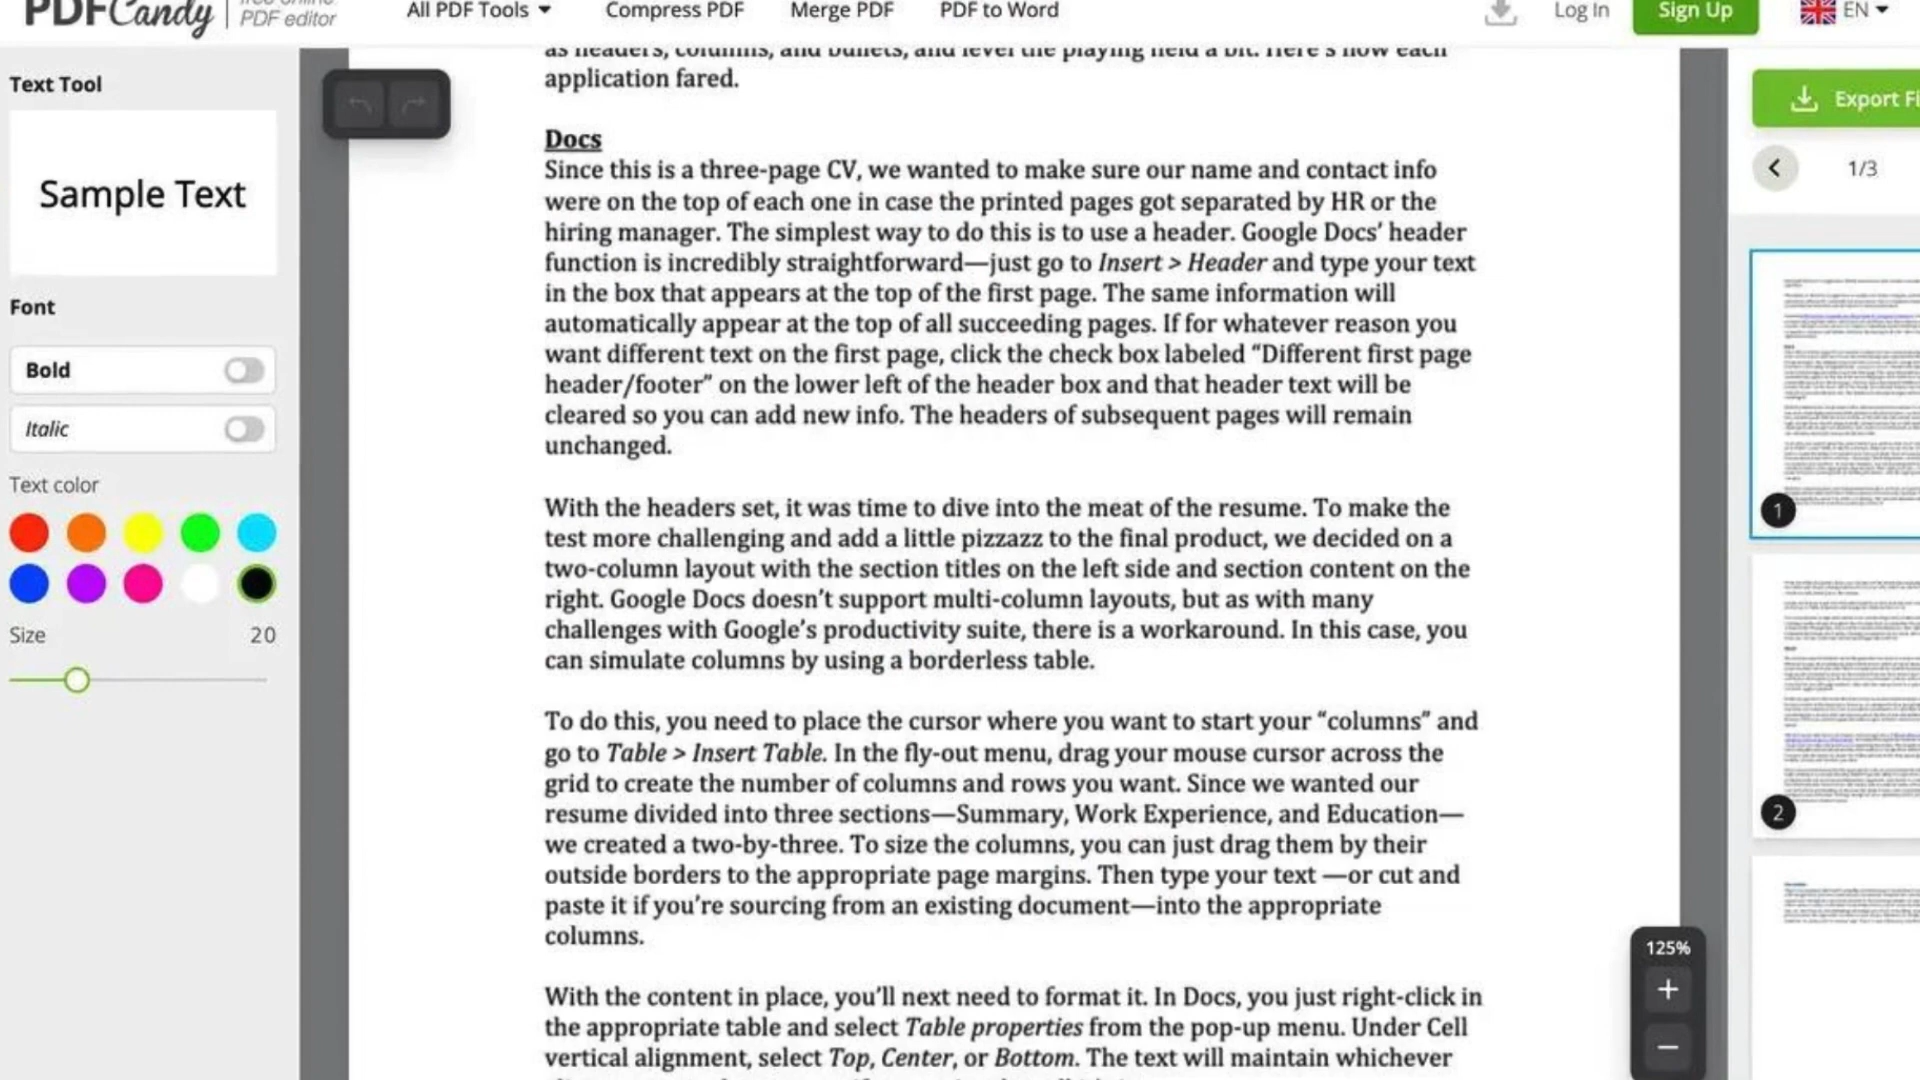 PDFCandy
free online
PDF editor
All PDF Tools
Compress PDF
Merge PDF
PDF to Word
Log In
Sign Up
EN
Text Tool
Sample Text
Font
Bold
Italic
Text color
Size 20
as headers, columns, and bullets, and level the playing field a bit. Here's how each
application fared.
Docs
Since this is a three-page CV, we wanted to make sure our name and contact info
were on the top of each one in case the printed pages got separated by HR or the
hiring manager. The simplest way to do this is to use a header. Google Docs’ header
function is incredibly straightforward—just go to Insert > Header and type your text
in the box that appears at the top of the first page. The same information will
automatically appear at the top of all succeeding pages. If for whatever reason you
want different text on the first page, click the check box labeled “Different first page
header/footer” on the lower left of the header box and that header text will be
cleared so you can add new info. The headers of subsequent pages will remain
unchanged.
With the headers set, it was time to dive into the meat of the resume. To make the
test more challenging and add a little pizzazz to the final product, we decided on a
two-column layout with the section titles on the left side and section content on the
right. Google Docs doesn’t support multi-column layouts, but as with many
challenges with Google’s productivity suite, there is a workaround. In this case, you
can simulate columns by using a borderless table.
To do this, you need to place the cursor where you want to start your “columns” and
go to Table > Insert Table. In the fly-out menu, drag your mouse cursor across the
grid to create the number of columns and rows you want. Since we wanted our
resume divided into three sections—Summary, Work Experience, and Education—
we created a two-by-three. To size the columns, you can just drag them by their
outside borders to the appropriate page margins. Then type your text —or cut and
paste it if you’re sourcing from an existing document—into the appropriate
columns.
With the content in place, you’ll next need to format it. In Docs, you just right-click in
the appropriate table and select Table properties from the pop-up menu. Under Cell
vertical alignment, select Top, Center, or Bottom. The text will maintain whichever
125%
Export Fi
1/3
1
2